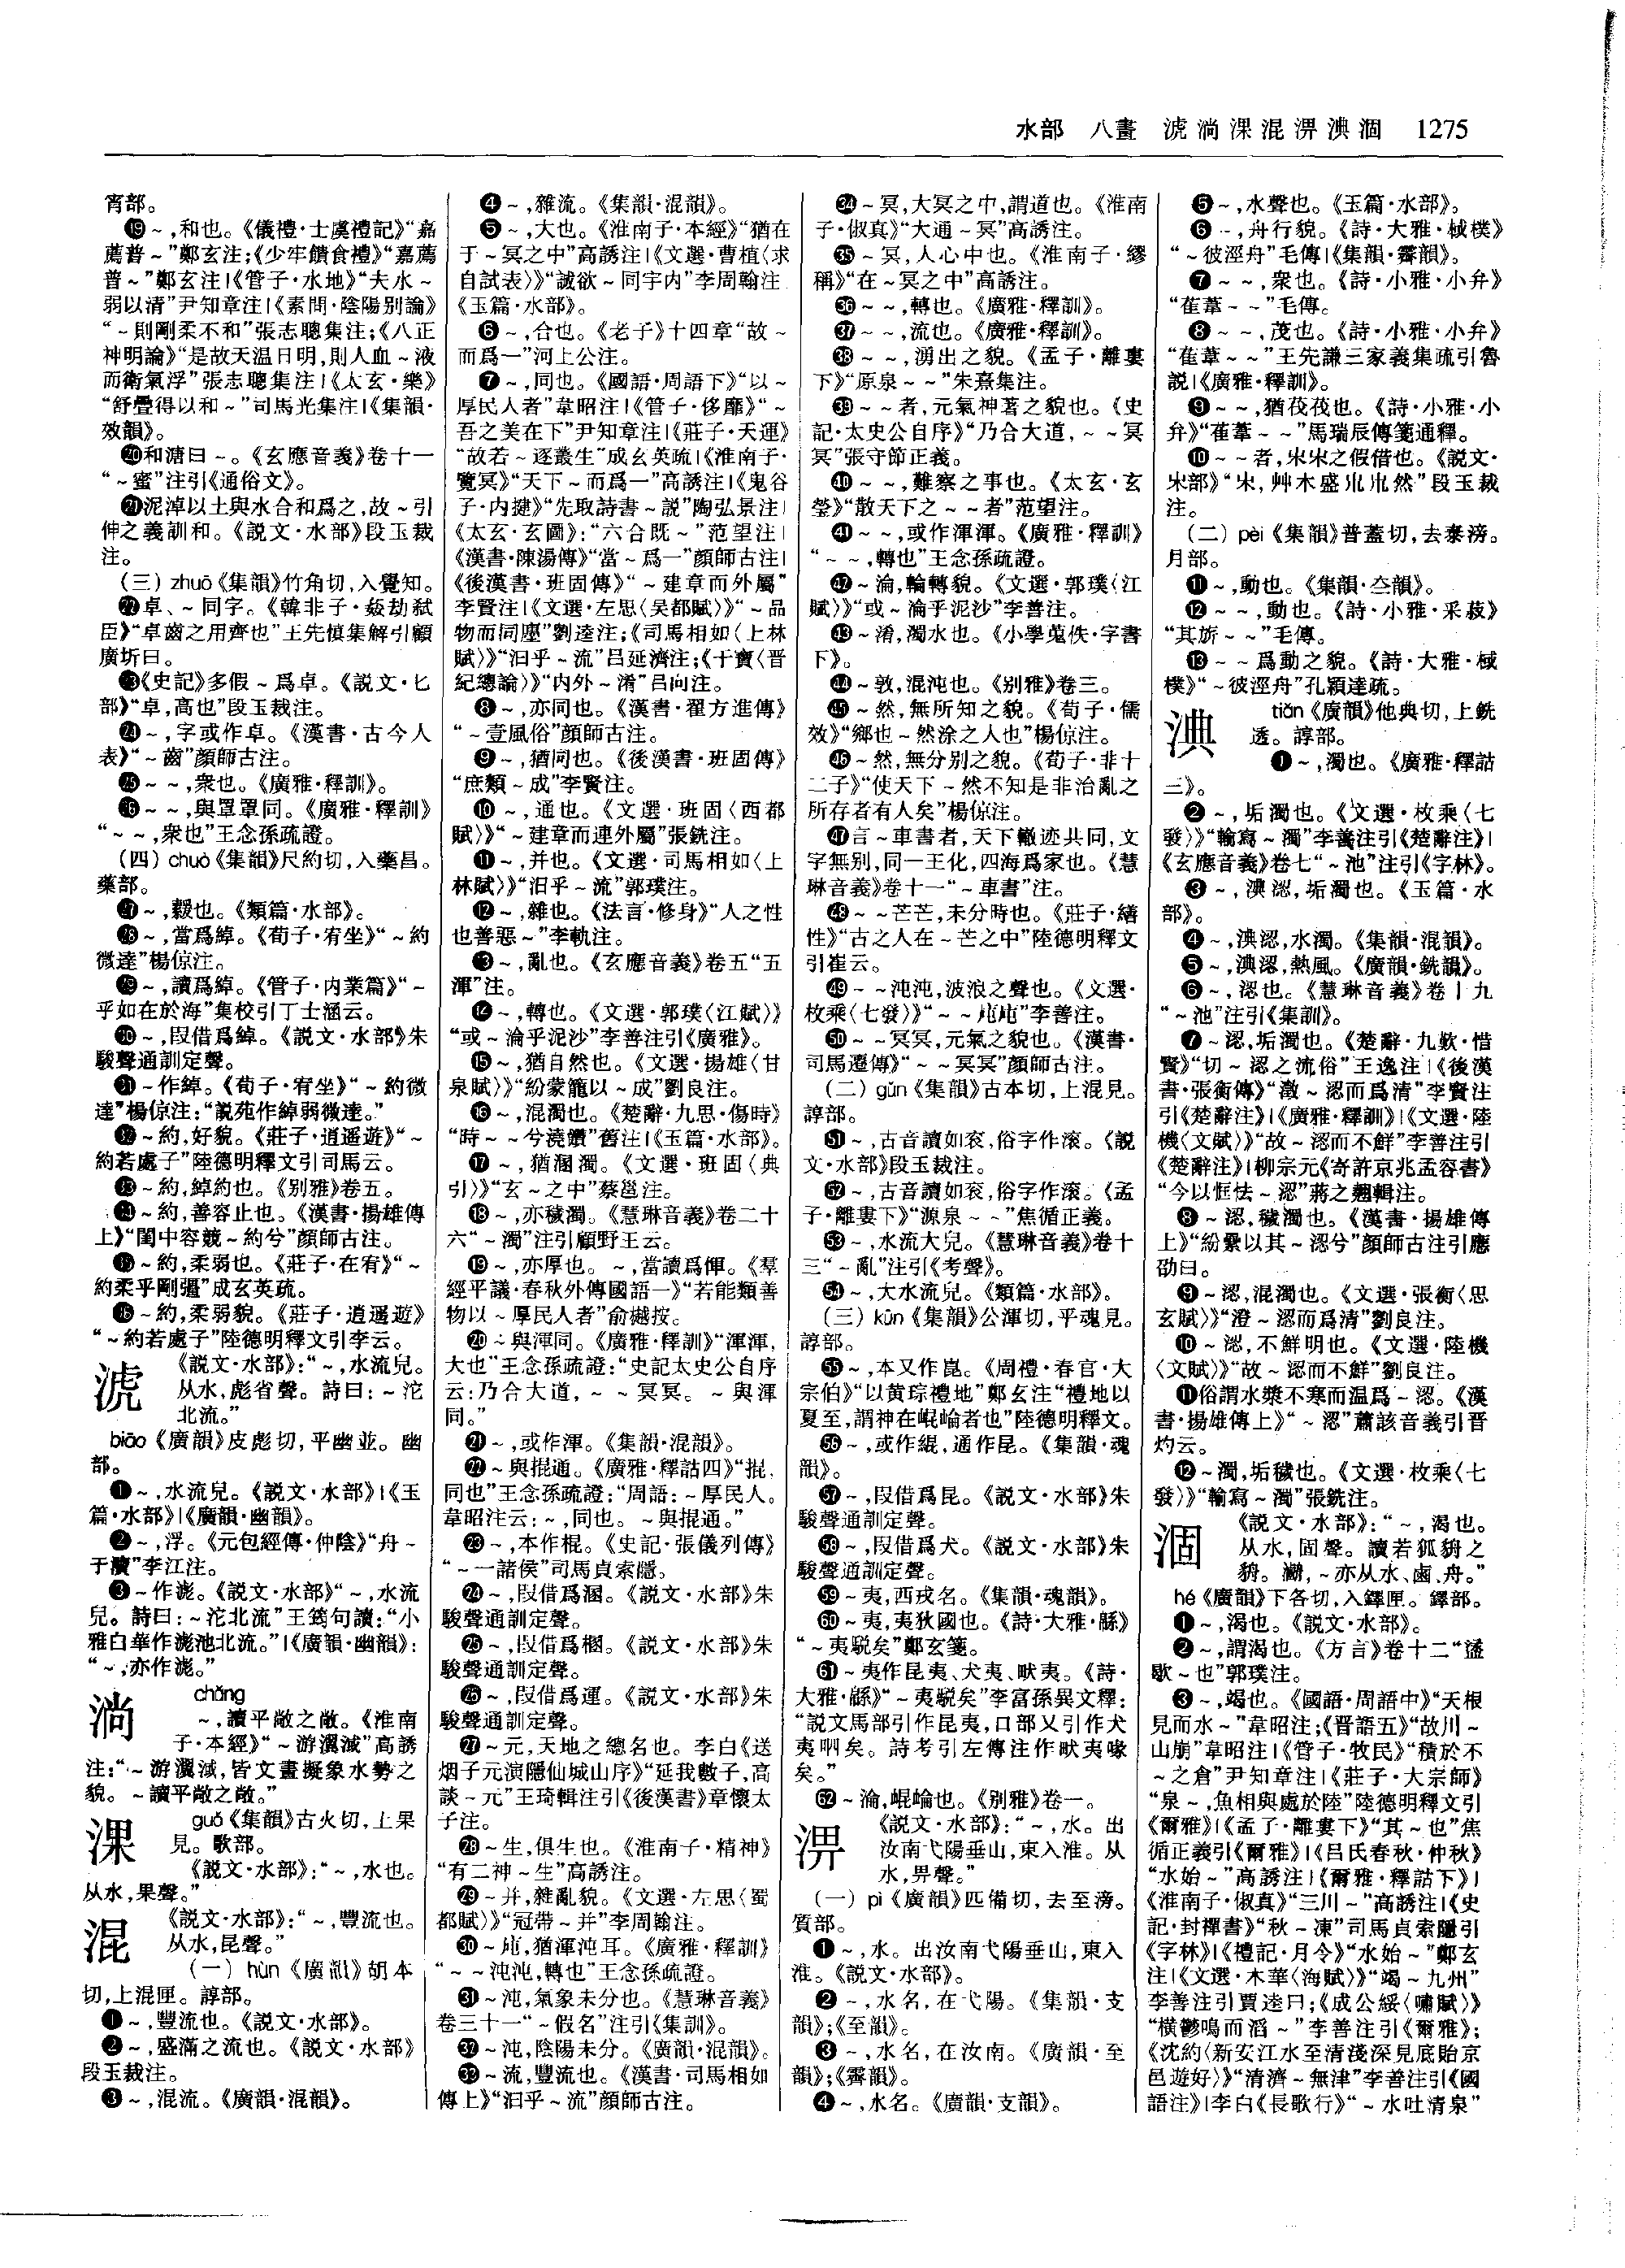 水部　八畫　淲淌淉混淠淟涸　1275
宵部。
⑲～,和也。《儀禮·士虞禮記》“嘉
薦普～”鄭玄注;《少牢饋食禮》“嘉薦
普～”鄭玄注|《管子·水地》“夫水～
弱以清”尹知章注|《素問·陰陽别論》
“～則剛柔不和”張志聰集注;《八正
神明論》“是故天温日明,則人血～液
而衛氣浮”張志聰集注|《太玄·樂》
“舒疊得以和～”司馬光集注|《集韻·
效韻》。
⑳和溏曰～。《玄應音義》卷十一
“～蜜”注引《通俗文》。
㉑泥淖以土與水合和爲之,故～引
伸之義訓和。《説文·水部》段玉裁
注。
（三）zhuō《集韻》竹角切,入覺知。
㉒卓、～同字。《韓非子·姦劫弑
臣》“卓齒之用齊也”王先慎集解引顧
廣圻曰。
㉓《史記》多假～爲卓。《説文·匕
部》“卓,高也”段玉裁注。
㉔～,字或作卓。《漢書·古今人
表》“～齒”顏師古注。
㉕～～,衆也。《廣雅·釋訓》。
㉖～～,與罩罩同。《廣雅·釋訓》
“～～,衆也”王念孫疏證。
（四）chuò《集韻》尺約切,入藥昌。
藥部。
㉗～,縠也。《類篇·水部》。
㉘～,當爲綽。《荀子·宥坐》“～約
微達”楊倞注。
㉙～,讀爲綽。《管子·内業篇》“～
乎如在於海”集校引丁士涵云。
㉚～,叚借爲綽。《説文·水部》朱
駿聲通訓定聲。
㉛～作綽。《荀子·宥坐》“～約微
達”楊倞注:“説苑作綽弱微達。”
㉜～約,好貌。《莊子·逍遥遊》“～
約若處子”陸德明釋文引司馬云。
㉝～約,綽約也。《别雅》卷五。
㉞～約,善容止也。《漢書·揚雄傳
上》“閨中容競～約兮”顏師古注。
㉟～約,柔弱也。《莊子·在宥》“～
約柔乎剛彊”成玄英疏。
㊱～約,柔弱貌。《莊子·逍遥遊》
“～約若處子”陸德明釋文引李云。
淲　《説文·水部》:“～,水流皃。
从水,彪省聲。詩曰:～沱
北流。”
biāo《廣韻》皮彪切,平幽並。幽
部。
❶～,水流皃。《説文·水部》|《玉
篇·水部》|《廣韻·幽韻》。
❷～,浮。《元包經傳·仲陰》“舟～
于瀆”李江注。
❸～作滮。《説文·水部》“～,水流
皃。詩曰:～沱北流”王筠句讀:“小
雅白華作滮池北流。”|《廣韻·幽韻》:
“～,亦作滮。”
淌　chǎng
～,讀平敞之敞。《淮南
子·本經》“～游瀷淢”高誘
注:“～游瀷淢,皆文畫擬象水勢之
貌。～讀平敞之敞。”
淉　guǒ《集韻》古火切,上果
見。歌部。
《説文·水部》:“～,水也。
从水,果聲。”
混　《説文·水部》:“～,豐流也。
从水,昆聲。”
（一）hùn《廣韻》胡本
切,上混匣。諄部。
❶～,豐流也。《説文·水部》。
❷～,盛滿之流也。《説文·水部》
段玉裁注。
❸～,混流。《廣韻·混韻》。
❹～,雜流。《集韻·混韻》。
❺～,大也。《淮南子·本經》“猶在
于～冥之中”高誘注|《文選·曹植〈求
自試表〉》“誠欲～同宇内”李周翰注
《玉篇·水部》。
❻～,合也。《老子》十四章“故～
而爲一”河上公注。
❼～,同也。《國語·周語下》“以～
厚民人者”韋昭注|《管子·侈靡》“～
吾之美在下”尹知章注|《莊子·天運》
“故若～逐叢生”成玄英疏|《淮南子·
覽冥》“天下～而爲一”高誘注|《鬼谷
子·内揵》“先取詩書～説”陶弘景注|
《太玄·玄圖》:“六合既～”范望注|
《漢書·陳湯傳》“當～爲一”顏師古注|
《後漢書·班固傳》“～建章而外屬”
李賢注|《文選·左思〈吴都賦〉》“～品
物而同廛”劉逵注;《司馬相如〈上林
賦〉》“汩乎～流”吕延濟注;《干寶〈晋
紀總論〉》“内外～淆”吕向注。
❽～,亦同也。《漢書·翟方進傳》
“～壹風俗”顏師古注。
❾～,猶同也。《後漢書·班固傳》
“庶類～成”李賢注。
❿～,通也。《文選·班固〈西都
賦〉》“～建章而連外屬”張銑注。
⓫～,并也。《文選·司馬相如〈上
林賦〉》“汩乎～流”郭璞注。
⓬～,雜也。《法言·修身》“人之性
也善惡～”李軌注。
⓭～,亂也。《玄應音義》卷五“五
渾”注。
⓮～,轉也。《文選·郭璞〈江賦〉》
“或～淪乎泥沙”李善注引《廣雅》。
⓯～,猶自然也。《文選·揚雄〈甘
泉賦〉》“紛蒙籠以～成”劉良注。
⓰～,混濁也。《楚辭·九思·傷時》
“時～～兮澆饡”舊注|《玉篇·水部》。
⓱～,猶溷濁。《文選·班固〈典
引〉》“玄～之中”蔡邕注。
⓲～,亦穢濁。《慧琳音義》卷二十
六“～濁”注引顧野王云。
⓳～,亦厚也。～,當讀爲惲。《羣
經平議·春秋外傳國語一》“若能類善
物以～厚民人者”俞樾按。
⓴～與渾同。《廣雅·釋訓》“渾渾,
大也”王念孫疏證:“史記太史公自序
云:乃合大道,～～冥冥。～與渾
同。”
㉑～,或作渾。《集韻·混韻》。
㉒～與掍通。《廣雅·釋詁四》“掍,
同也”王念孫疏證:“周語:～厚民人。
韋昭注云:～,同也。～與掍通。”
㉓～,本作棍。《史記·張儀列傳》
“～一諸侯”司馬貞索隱。
㉔～,叚借爲溷。《説文·水部》朱
駿聲通訓定聲。
㉕～,叚借爲梱。《説文·水部》朱
駿聲通訓定聲。
㉖～,叚借爲運。《説文·水部》朱
駿聲通訓定聲。
㉗～元,天地之總名也。李白《送
烟子元演隱仙城山序》“延我數子,高
談～元”王琦輯注引《後漢書》章懷太
子注。
㉘～生,俱生也。《淮南子·精神》
“有二神～生”高誘注。
㉙～并,雜亂貌。《文選·左思〈蜀
都賦〉》“冠帶～并”李周翰注。
㉚～沌,猶渾沌耳。《廣雅·釋訓》
“～～沌沌,轉也”王念孫疏證。
㉛～沌,氣象未分也。《慧琳音義》
卷三十一“～假名”注引《集訓》。
㉜～沌,陰陽未分。《廣韻·混韻》。
㉝～流,豐流也。《漢書·司馬相如
傳上》“汩乎～流”顏師古注。
㉞～冥,大冥之中,謂道也。《淮南
子·俶真》“大通～冥”高誘注。
㉟～冥,人心中也。《淮南子·繆
稱》“在～冥之中”高誘注。
㊱～～,轉也。《廣雅·釋訓》。
㊲～～,流也。《廣雅·釋訓》。
㊳～～,湧出之貌。《孟子·離婁
下》“原泉～～”朱熹集注。
㊴～～者,元氣神著之貌也。《史
記·太史公自序》“乃合大道,～～冥
冥”張守節正義。
㊵～～,難察之事也。《太玄·玄
瑩》“散天下之～～者”范望注。
㊶～～,或作渾渾。《廣雅·釋訓》
“～～,轉也”王念孫疏證。
㊷～淪,輪轉貌。《文選·郭璞〈江
賦〉》“或～淪乎泥沙”李善注。
㊸～淆,濁水也。《小學蒐佚·字書
下》。
㊹～敦,混沌也。《别雅》卷三。
㊺～然,無所知之貌。《荀子·儒
效》“鄉也～然涂之人也”楊倞注。
㊻～然,無分别之貌。《荀子·非十
二子》“使天下～然不知是非治亂之
所存者有人矣”楊倞注。
㊼言～車書者,天下轍迹共同,文
字無别,同一王化,四海爲家也。《慧
琳音義》卷十一“～車書”注。
㊽～～芒芒,未分時也。《莊子·繕
性》“古之人在～芒之中”陸德明釋文
引崔云。
㊾～～沌沌,波浪之聲也。《文選·
枚乘〈七發〉》“～～庉庉”李善注。
㊿～～冥冥,元氣之貌也。《漢書·
司馬遷傳》“～～冥冥”顏師古注。
（二）gǔn《集韻》古本切,上混見。
諄部。
51～,古音讀如衮,俗字作滚。《説
文·水部》段玉裁注。
52～,古音讀如衮,俗字作滚。《孟
子·離婁下》“源泉～～”焦循正義。
53～,水流大皃。《慧琳音義》卷十
三“～亂”注引《考聲》。
54～,大水流皃。《類篇·水部》。
（三）kūn《集韻》公渾切,平魂見。
諄部。
55～,本又作崑。《周禮·春官·大
宗伯》“以黄琮禮地”鄭玄注“禮地以
夏至,謂神在崐崘者也”陸德明釋文。
56～,或作緄,通作昆。《集韻·魂
韻》。
57～,叚借爲昆。《説文·水部》朱
駿聲通訓定聲。
58～,叚借爲犬。《説文·水部》朱
駿聲通訓定聲。
59～夷,西戎名。《集韻·魂韻》。
60～夷,夷狄國也。《詩·大雅·緜》
“～夷駾矣”鄭玄箋。
61～夷作昆夷、犬夷、畎夷。《詩·
大雅·緜》“～夷駾矣”李富孫異文釋:
“説文馬部引作昆夷,口部又引作犬
夷呬矣。詩考引左傳注作畎夷喙
矣。”
62～淪,崐崘也。《别雅》卷一。
淠　《説文·水部》:“～,水。出
汝南弋陽垂山,東入淮。从
水,畀聲。”
（一）pì《廣韻》匹備切,去至滂。
質部。
❶～,水。出汝南弋陽垂山,東入
淮。《説文·水部》。
❷～,水名,在弋陽。《集韻·支
韻》;《至韻》。
❸～,水名,在汝南。《廣韻·至
韻》;《霽韻》。
❹～,水名。《廣韻·支韻》。
❺～,水聲也。《玉篇·水部》。
❻～,舟行貌。《詩·大雅·棫樸》
“～彼涇舟”毛傳|《集韻·霽韻》。
❼～～,衆也。《詩·小雅·小弁》
“萑葦～～”毛傳。
❽～～,茂也。《詩·小雅·小弁》
“萑葦～～”王先謙三家義集疏引魯
説|《廣雅·釋訓》。
❾～～,猶茷茷也。《詩·小雅·小
弁》“萑葦～～”馬瑞辰傳箋通釋。
❿～～者,宋宋之假借也。《説文·
宋部》“宋,艸木盛𣎵𣎵然”段玉裁
注。
（二）pèi《集韻》普蓋切,去泰滂。
月部。
⓫～,動也。《集韻·夳韻》。
⓬～～,動也。《詩·小雅·采菽》
“其旂～～”毛傳。
⓭～～爲動之貌。《詩·大雅·棫
樸》“～彼涇舟”孔穎達疏。
淟　tiǎn《廣韻》他典切,上銑
透。諄部。
❶～,濁也。《廣雅·釋詁
三》。
❷～,垢濁也。《文選·枚乘〈七
發〉》“輸寫～濁”李善注引《楚辭注》|
《玄應音義》卷七“～池”注引《字林》。
❸～,淟涊,垢濁也。《玉篇·水
部》。
❹～,淟涊,水濁。《集韻·混韻》。
❺～,淟涊,熱風。《廣韻·銑韻》。
❻～,涊也。《慧琳音義》卷十九
“～池”注引《集訓》。
❼～涊,垢濁也。《楚辭·九歎·惜
賢》“切～涊之流俗”王逸注|《後漢
書·張衡傳》“澂～涊而爲清”李賢注
引《楚辭注》|《廣雅·釋訓》|《文選·陸
機〈文賦〉》“故～涊而不鮮”李善注引
《楚辭注》|柳宗元《寄許京兆孟容書》
“今以恇怯～涊”蔣之翹輯注。
❽～涊,穢濁也。《漢書·揚雄傳
上》“紛纍以其～涊兮”顏師古注引應
劭曰。
❾～涊,混濁也。《文選·張衡〈思
玄賦〉》“澄～涊而爲清”劉良注。
❿～涊,不鮮明也。《文選·陸機
〈文賦〉》“故～涊而不鮮”劉良注。
⓫俗謂水漿不寒而温爲～涊。《漢
書·揚雄傳上》“～涊”蕭該音義引晋
灼云。
⓬～濁,垢穢也。《文選·枚乘〈七
發〉》“輸寫～濁”張銑注。
涸　《説文·水部》:“～,渴也。
从水,固聲。讀若狐貈之
貈。𤅩,～亦从水、鹵、舟。”
hé《廣韻》下各切,入鐸匣。鐸部。
❶～,渴也。《説文·水部》。
❷～,謂渴也。《方言》卷十二“盝
歇～也”郭璞注。
❸～,竭也。《國語·周語中》“天根
見而水～”韋昭注;《晋語五》“故川～
山崩”韋昭注|《管子·牧民》“積於不
～之倉”尹知章注|《莊子·大宗師》
“泉～,魚相與處於陸”陸德明釋文引
《爾雅》|《孟子·離婁下》“其～也”焦
循正義引《爾雅》|《吕氏春秋·仲秋》
“水始～”高誘注|《爾雅·釋詁下》|
《淮南子·俶真》“三川～”高誘注|《史
記·封禪書》“秋～凍”司馬貞索隱引
《字林》|《禮記·月令》“水始～”鄭玄
注|《文選·木華〈海賦〉》“竭～九州”
李善注引賈逵曰;《成公綏〈嘯賦〉》
“横鬱鳴而滔～”李善注引《爾雅》;
《沈約〈新安江水至清淺深見底貽京
邑遊好〉》“清濟～無津”李善注引《國
語注》|李白《長歌行》“～水吐清泉”